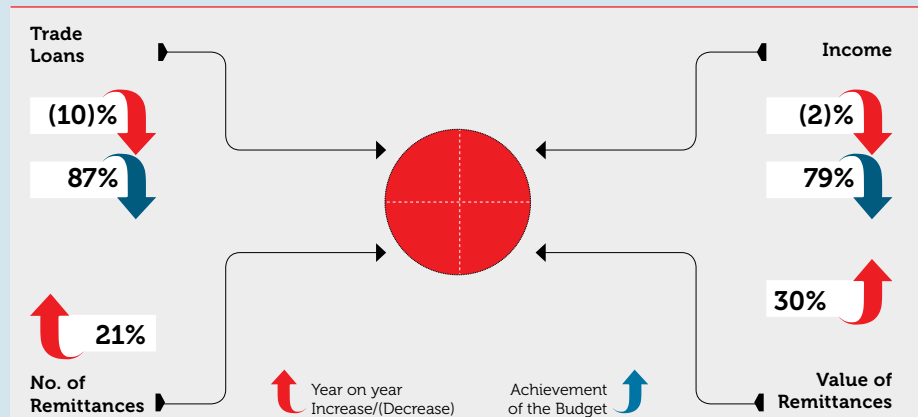 Trade
Loans
(10)%
87%
Income
(2)%
79%
21%
No. of
Remittances
30%
Value of
Remittances
Year on year
Increase/(Decrease)
Achievement
of the Budget